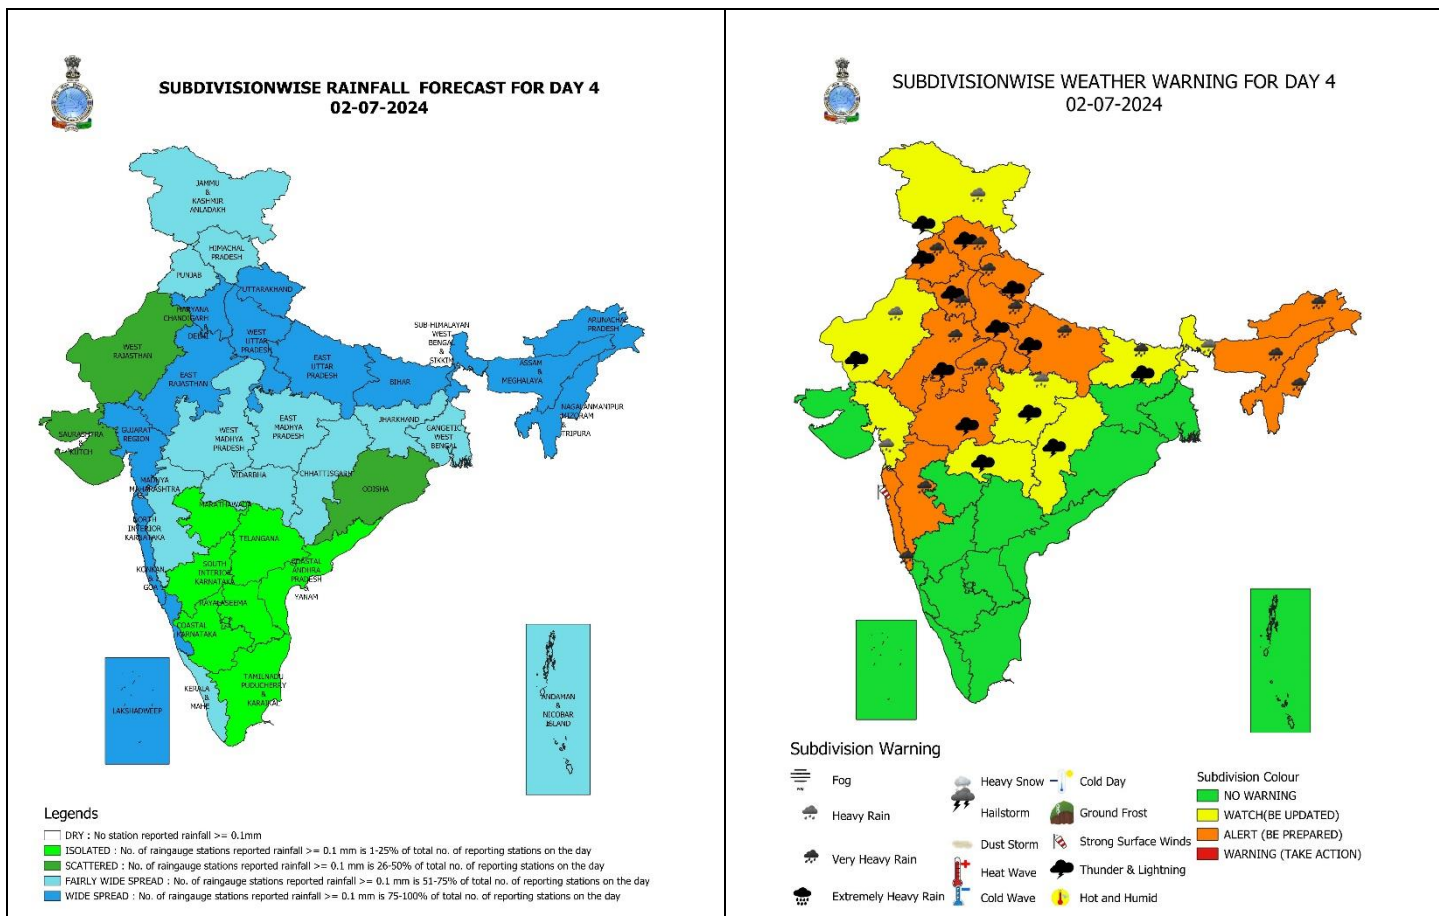 SUBDIVISIONWISE RAINFALL FORECAST FOR DAY 4
02-07-2024
JAMMU
&
KASHMIR
ANLADAKH
HIMACHAL
PRADESH
PUNJAB
UTTARAKHAND
HARYANA
CHANDIGARH
&
DELHI
WEST
UTTAR
PRADESH
SUB-HIMALAYAN
WEST
BENGAL
&
SIKKIM
ARUNACHAL
PRADESH
WEST
RAJASTHAN
EAST
RAJASTHAN
EAST
UTTAR
PRADESH
BIHAR
ASSAM
&
MEGHALAYA
NAGALANMANIPUR
MIZORAM
&
TRIPURA
SAURASHTRA
&
KUTCH
GUJARAT
REGION
WEST
MADHYA
PRADESH
EAST
MADHYA
PRADESH
JHARKHAND
GANGETIC
WEST
BENGAL
MADHYA
MAHARASHTRA
VIDARBHA
CHHATTISGARH
ODISHA
MARATHAWADA
NORTH
INTERIOR
KARNATAKA
TELANGANA
KONKAN
&
GOA
SOUTH
INTERIOR
KARNATAKA
COASTAL
ANDHRA
PRADESH
&
YANAM
RAYALASEEMA
COASTAL
KARNATAKA
LAKSHADWEEP
KERALA
&
MAHE
TAMILNADU
PUDUCHERRY
&
KARAIKAL
ANDAMAN
&
NICOBAR
ISLAND
Legends
DRY : No station reported rainfall >= 0.1mm
ISOLATED : No. of raingauge stations reported rainfall >= 0.1 mm is 1-25% of total no. of reporting stations on the day
SCATTERED : No. of raingauge stations reported rainfall >= 0.1 mm is 26-50% of total no. of reporting stations on the day
FAIRLY WIDE SPREAD : No. of raingauge stations reported rainfall >= 0.1 mm is 51-75% of total no. of reporting stations on the day
WIDE SPREAD : No. of raingauge stations reported rainfall >= 0.1 mm is 75-100% of total no. of reporting stations on the day
SUBDIVISIONWISE WEATHER WARNING FOR DAY 4
02-07-2024
Subdivision Warning
Fog
Heavy Rain
Very Heavy Rain
Extremely Heavy Rain
Heavy Snow
Hailstorm
Dust Storm
Heat Wave
Cold Wave
Cold Day
Ground Frost
Strong Surface Winds
Thunder & Lightning
Hot and Humid
Subdivision Colour
NO WARNING
WATCH(BE UPDATED)
ALERT (BE PREPARED)
WARNING (TAKE ACTION)